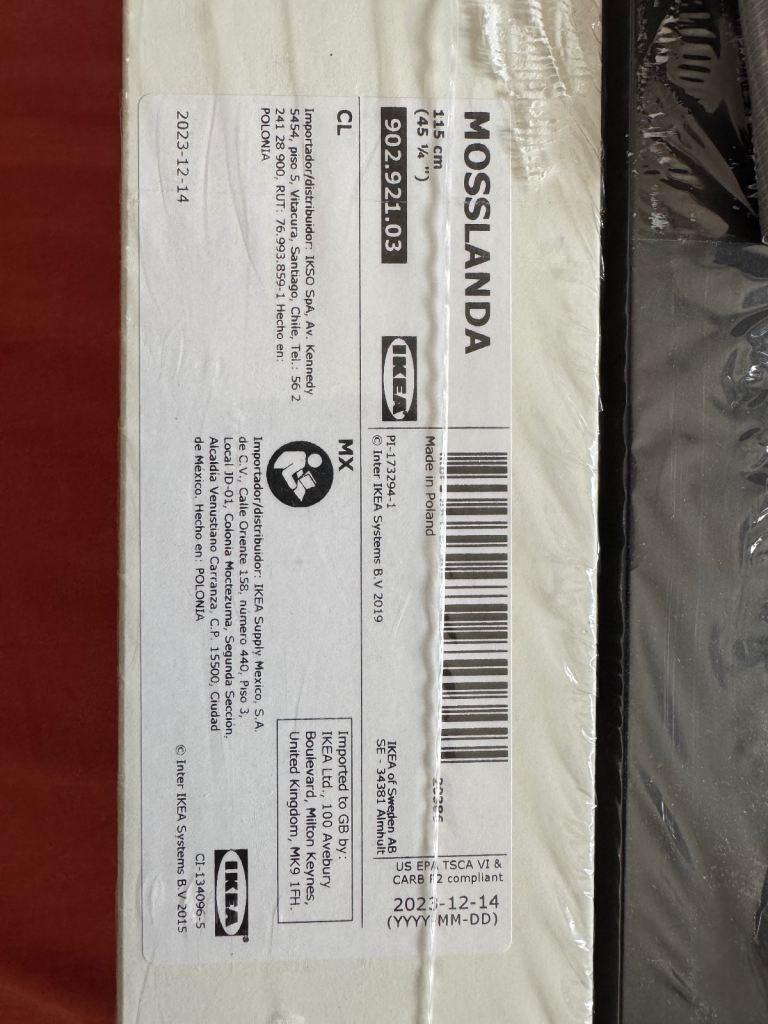 MOSSLANDA
115 cm
(45 ¼ ")
902.921.03
IKEA
Made in Poland
PI-173294-1
© Inter IKEA Systems B.V 2019
IKEA of Sweden AB
SE - 34381 Älmhult
US EPA TSCA VI &
CARB P2 compliant
2023-12-14
(YYYY-MM-DD)
CL
Importador/distribuidor: IKSO SpA, Av. Kennedy
5454, piso 5, Vitacura, Santiago, Chile, Tel.: 56 2
241 28 900, RUT: 76.993.859-1 Hecho en:
POLONIA
2023-12-14
MX
Importador/distribuidor: IKEA Supply Mexico, S.A.
de C.V., Calle Oriente 158, número 440, Piso 3,
Local JD-01, Colonia Moctezuma, Segunda Sección,
Alcaldía Venustiano Carranza, C.P. 15500, Ciudad
de México. Hecho en: POLONIA
Imported to GB by:
IKEA Ltd., 100 Avebury
Boulevard, Milton Keynes,
United Kingdom, MK9 1FH.
IKEA®
CI-134096-5
© Inter IKEA Systems B.V 2015